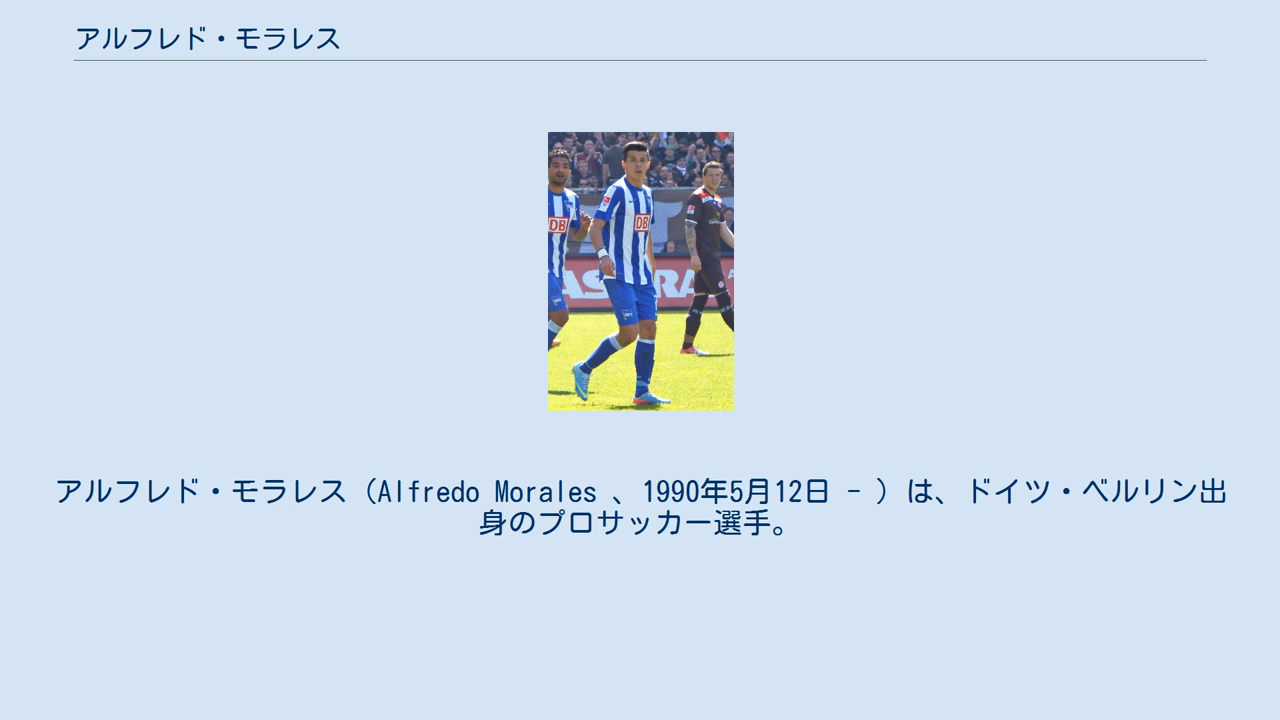 アルフレド・モラレス
DB
DB
アルフレド・モラレス（Alfredo Morales 、1990年5月12日 - ）は、ドイツ・ベルリン出
身のプロサッカー選手。